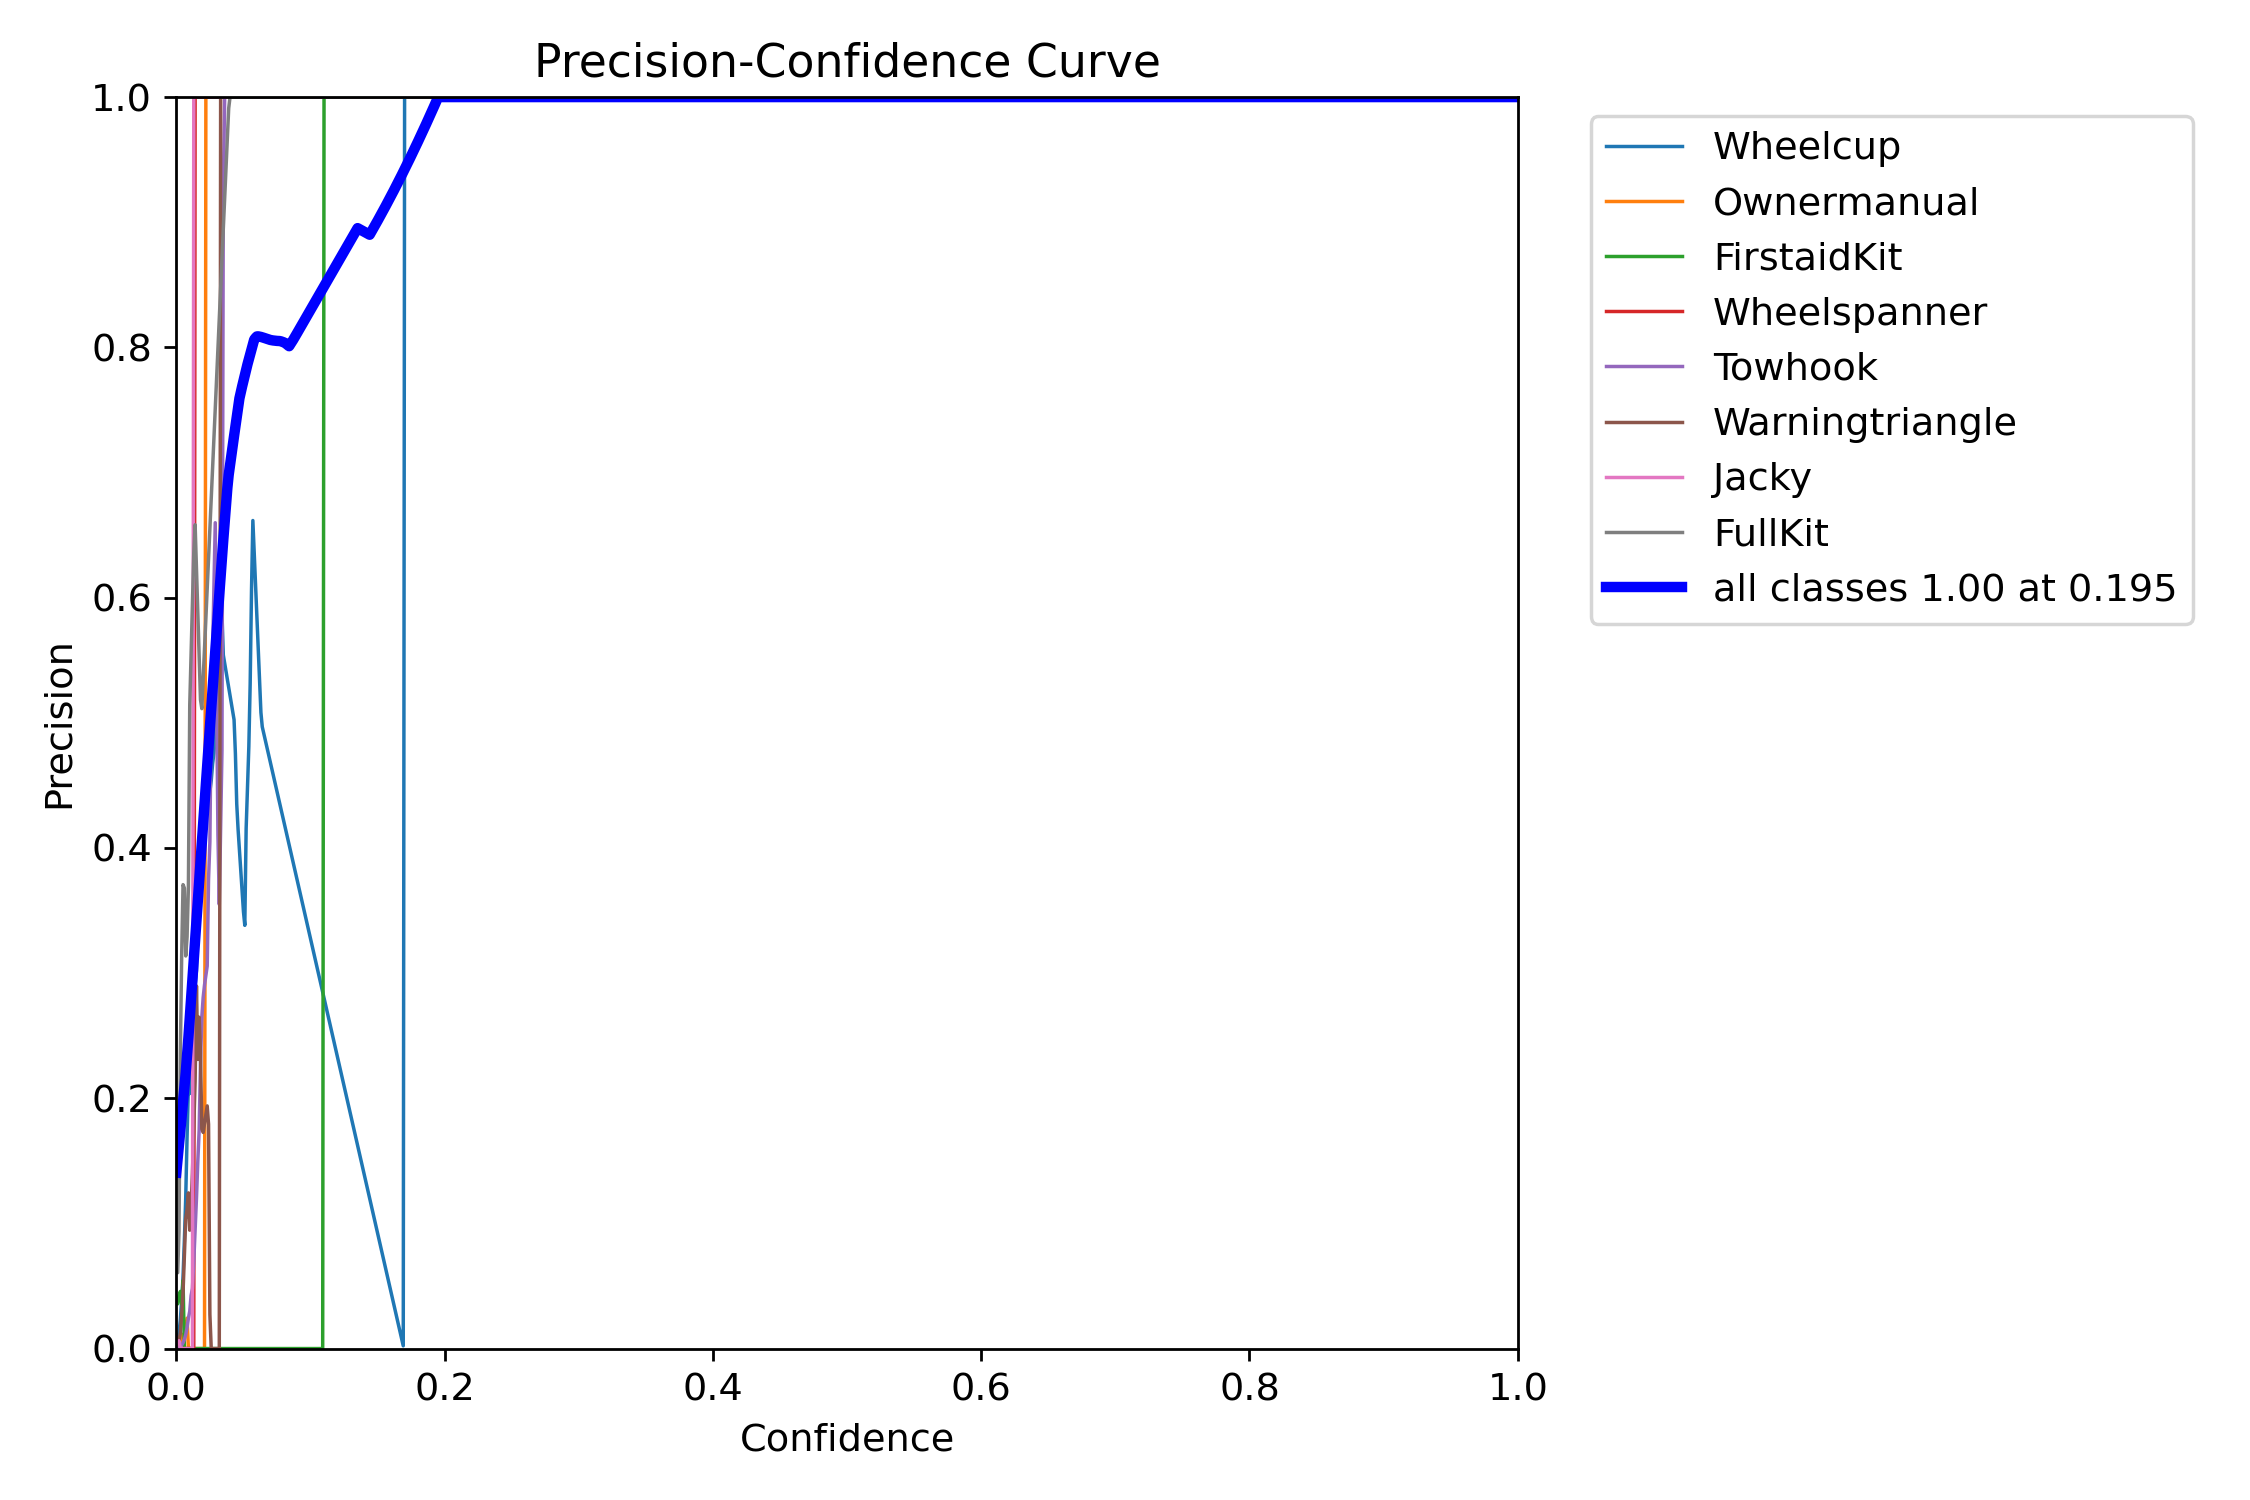 Precision-Confidence Curve
1.0
0.8
0.6
0.4
0.2
0.0
Precision
0.0 0.2 0.4 0.6 0.8 1.0
Confidence
Wheelcup
Ownermanual
FirstaidKit
Wheelspanner
Towhook
Warningtriangle
Jacky
FullKit
all classes 1.00 at 0.195